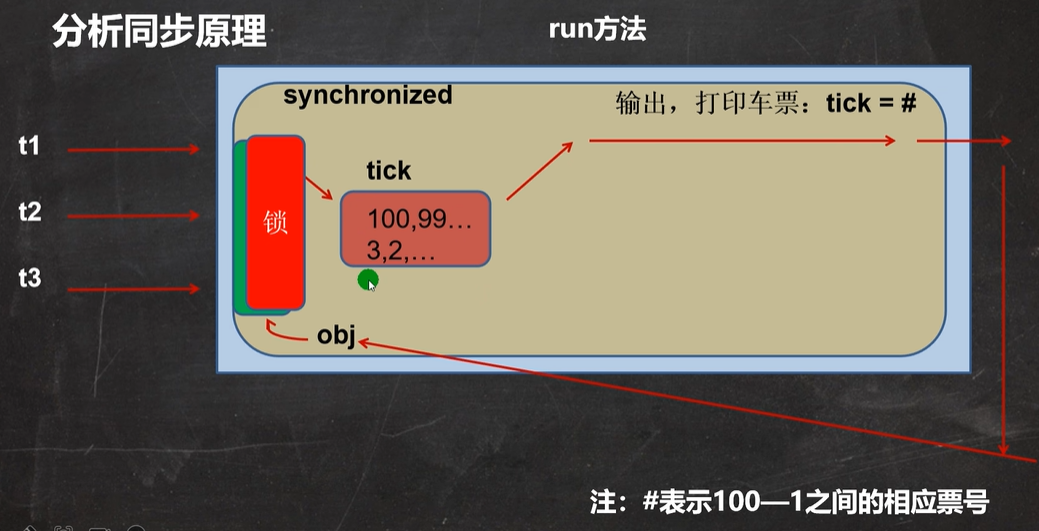 分析同步原理
run方法
synchronized
输出，打印车票：tick = #
t1
tick
t2
锁
100,99…
3,2,…
t3
obj
注：#表示100—1之间的相应票号